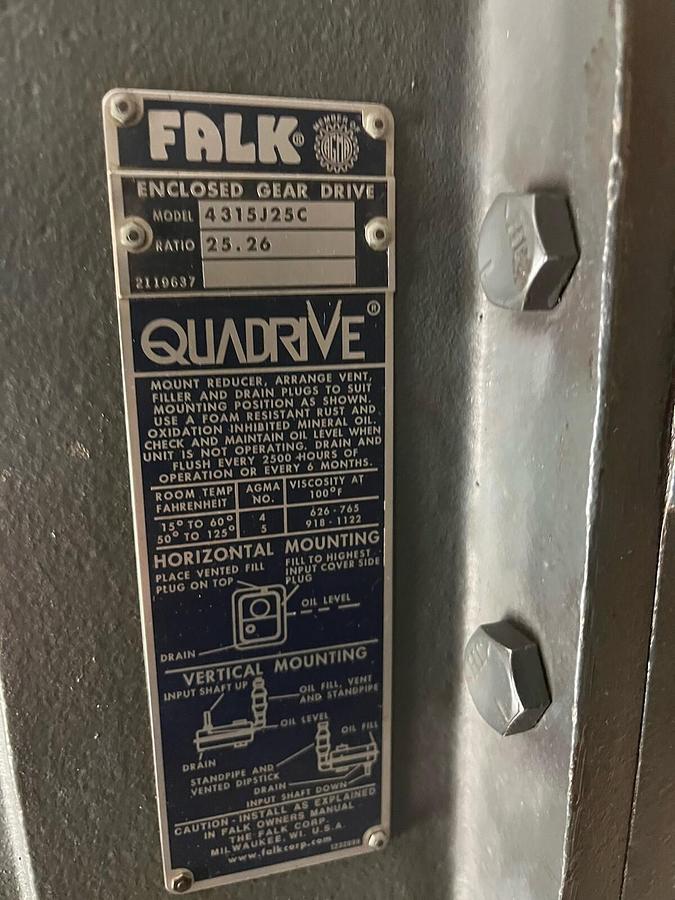 FALK®
MEMBER OF
AGMA
ENCLOSED GEAR DRIVE
MODEL 4315J25C
RATIO 25.26
2119637
QUADRIVE®
MOUNT REDUCER, ARRANGE VENT,
FILLER AND DRAIN PLUGS TO SUIT
MOUNTING POSITION AS SHOWN.
USE A FOAM RESISTANT RUST AND
OXIDATION INHIBITED MINERAL OIL.
CHECK AND MAINTAIN OIL LEVEL WHEN
UNIT IS NOT OPERATING. DRAIN AND
FLUSH EVERY 2500 HOURS OF
OPERATION OR EVERY 6 MONTHS.
ROOM TEMP FAHRENHEIT AGMA NO. VISCOSITY AT 100°F
15° TO 60° 4 626-765
50° TO 125° 5 918-1122
HORIZONTAL MOUNTING
PLACE VENTED FILL
PLUG ON TOP
FILL TO HIGHEST
INPUT COVER SIDE
PLUG
OIL LEVEL
DRAIN
VERTICAL MOUNTING
INPUT SHAFT UP
OIL FILL, VENT
AND STANDPIPE
OIL LEVEL
OIL FILL
DRAIN
STANDPIPE AND
VENTED DIPSTICK
DRAIN
INPUT SHAFT DOWN
CAUTION - INSTALL AS EXPLAINED
IN FALK OWNERS MANUAL
THE FALK CORP.
MILWAUKEE, WI. U.S.A.
www.falkcorp.com